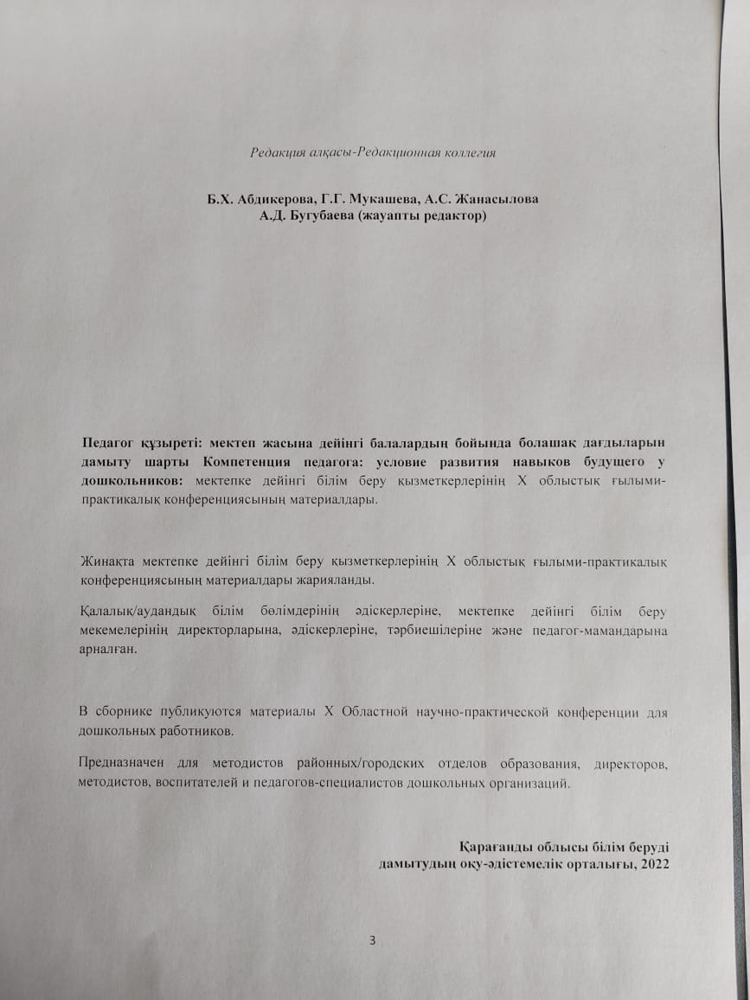 Редакция алқасы-Редакционная коллегия
Б.Х. Абдикерова, Г.Г. Мукашева, А.С. Жанасылова
А.Д. Бугубаева (жауапты редактор)
Педагог құзыреті: мектеп жасына дейінгі балалардың бойында болашақ дағдыларын
дамыту шарты Компетенция педагога: условие развития навыков будущего у
дошкольников: мектепке дейінгі білім беру қызметкерлерінің X облыстық ғылыми-
практикалық конференциясының материалдары.
Жинақта мектепке дейінгі білім беру қызметкерлерінің X облыстық ғылыми-практикалық
конференциясының материалдары жарияланды.
Қалалық/аудандық білім бөлімдерінің әдіскерлеріне, мектепке дейінгі білім беру
мекемелерінің директорларына, әдіскерлеріне, тәрбиешілеріне және педагог-мамандарына
арналған.
В сборнике публикуются материалы X Областной научно-практической конференции для
дошкольных работников.
Предназначен для методистов районных/городских отделов образования, директоров,
методистов, воспитателей и педагогов-специалистов дошкольных организаций.
Қарағанды облысы білім беруді
дамытудың оқу-әдістемелік орталығы, 2022
3